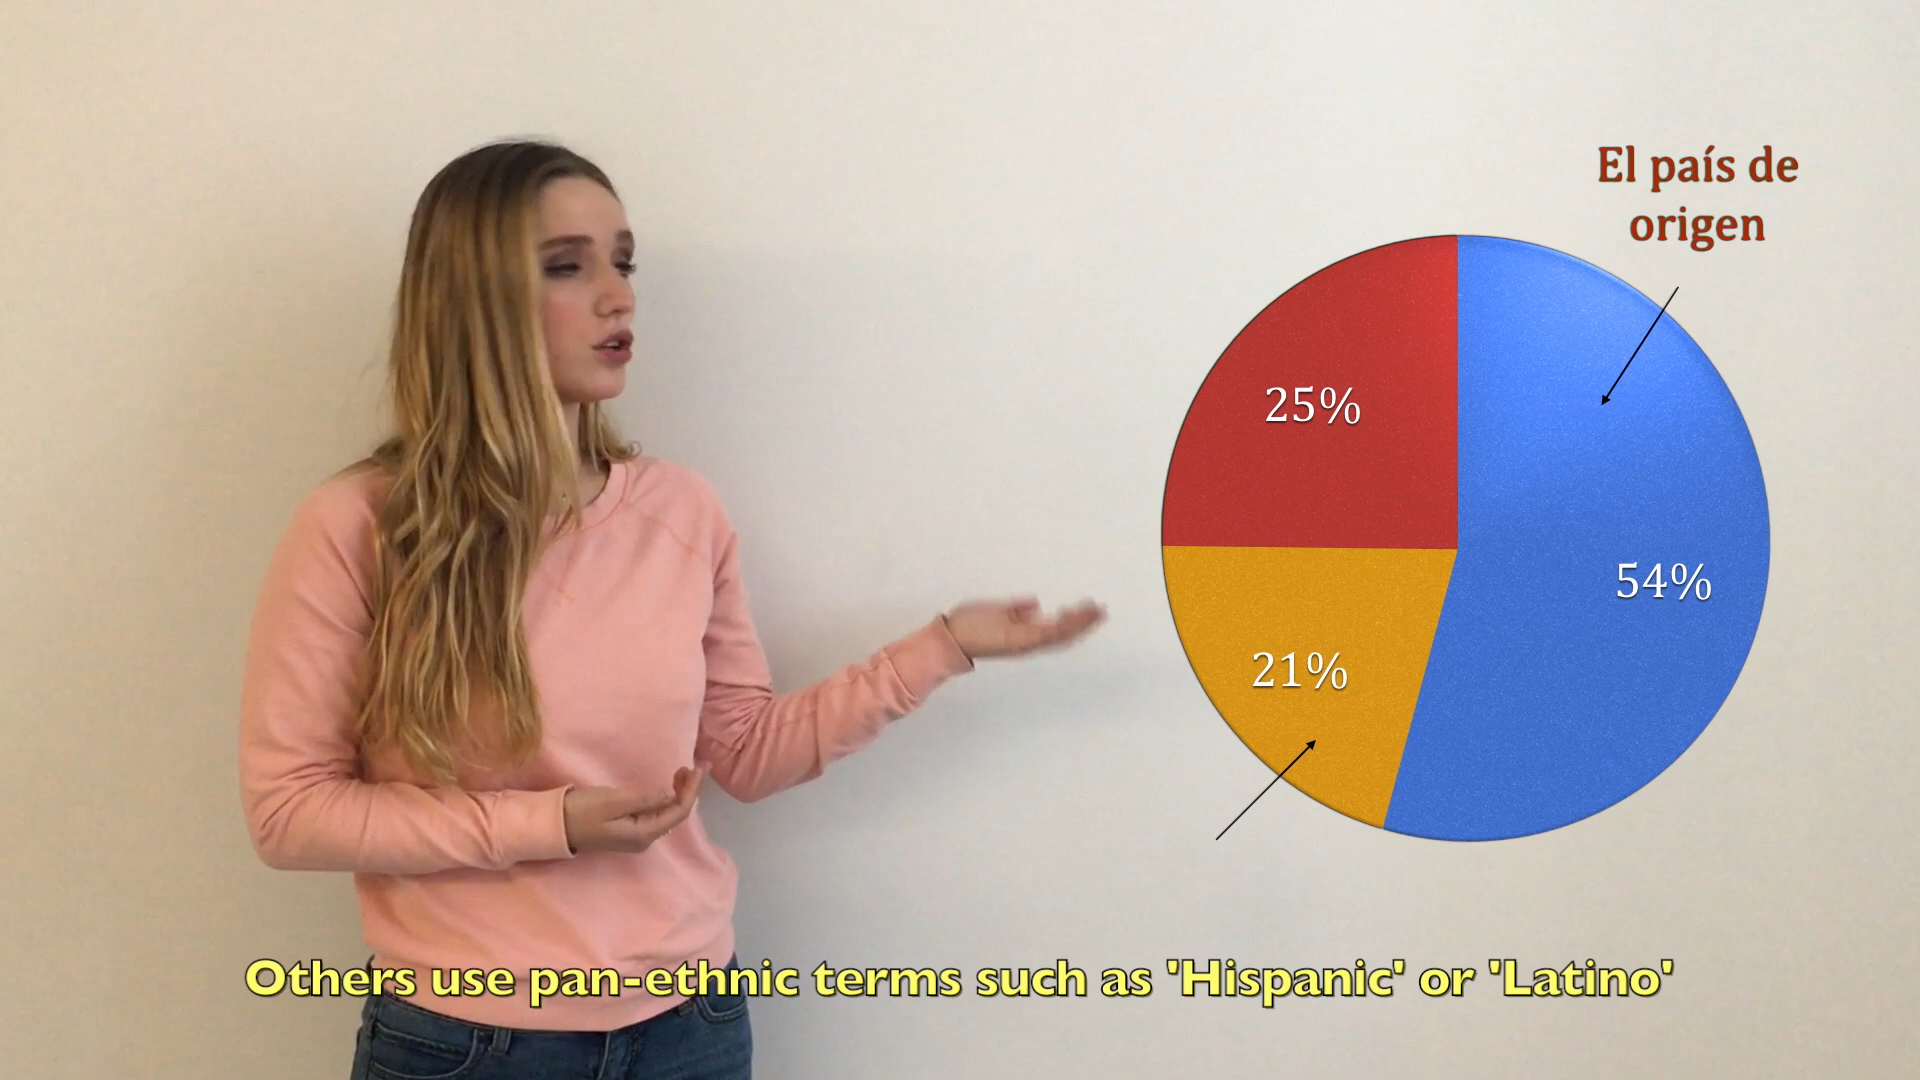 El país de
origen
25%
54%
21%
Others use pan-ethnic terms such as 'Hispanic' or 'Latino'